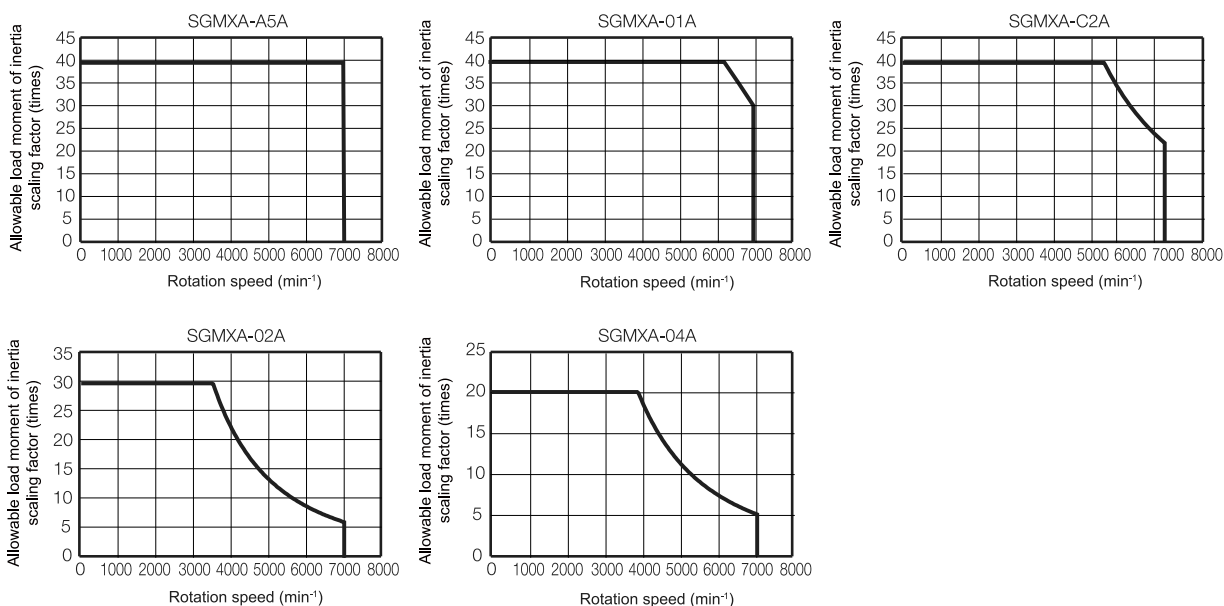 SGMXA-A5A
Allowable load moment of inertia
scaling factor (times)
45
40
35
30
25
20
15
10
5
0
0 1000 2000 3000 4000 5000 6000 7000 8000
Rotation speed (min-1)
SGMXA-01A
Allowable load moment of inertia
scaling factor (times)
45
40
35
30
25
20
15
10
5
0
0 1000 2000 3000 4000 5000 6000 7000 8000
Rotation speed (min-1)
SGMXA-C2A
Allowable load moment of inertia
scaling factor (times)
45
40
35
30
25
20
15
10
5
0
0 1000 2000 3000 4000 5000 6000 7000 8000
Rotation speed (min-1)
SGMXA-02A
Allowable load moment of inertia
scaling factor (times)
35
30
25
20
15
10
5
0
0 1000 2000 3000 4000 5000 6000 7000 8000
Rotation speed (min-1)
SGMXA-04A
Allowable load moment of inertia
scaling factor (times)
25
20
15
10
5
0
0 1000 2000 3000 4000 5000 6000 7000 8000
Rotation speed (min-1)